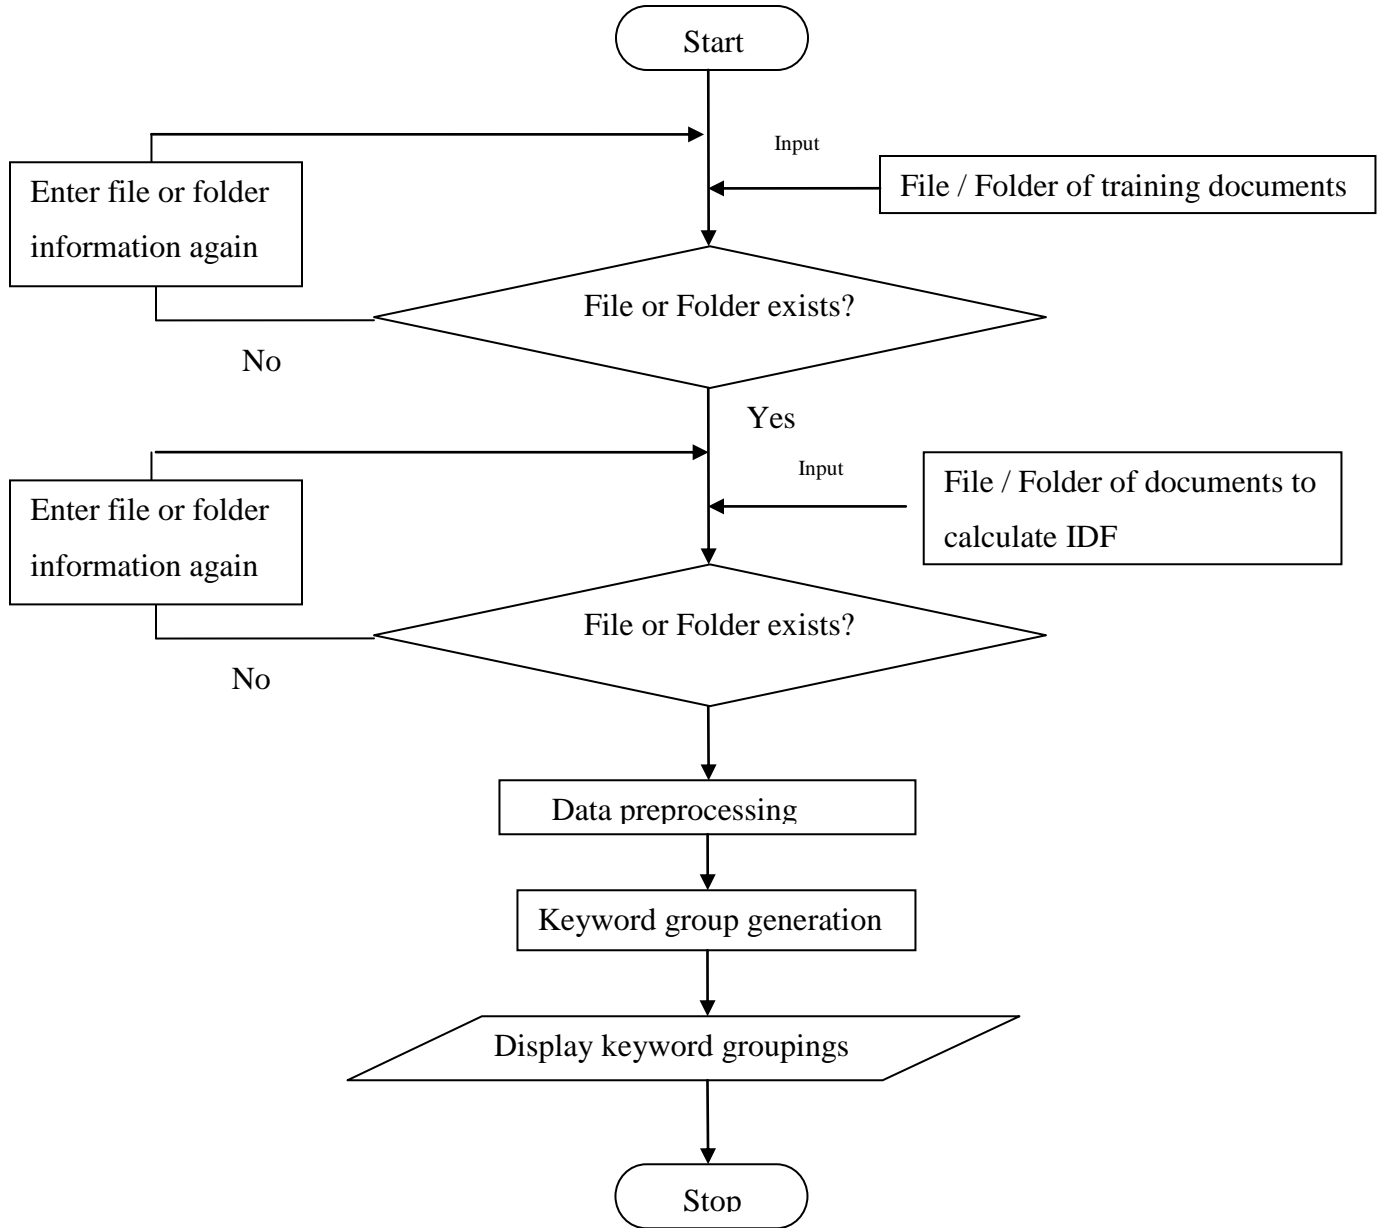 Start
Input
File / Folder of training documents
Enter file or folder
information again
File or Folder exists?
No
Yes
Input
File / Folder of documents to
calculate IDF
Enter file or folder
information again
File or Folder exists?
No
Data preprocessing
Keyword group generation
Display keyword groupings
Stop